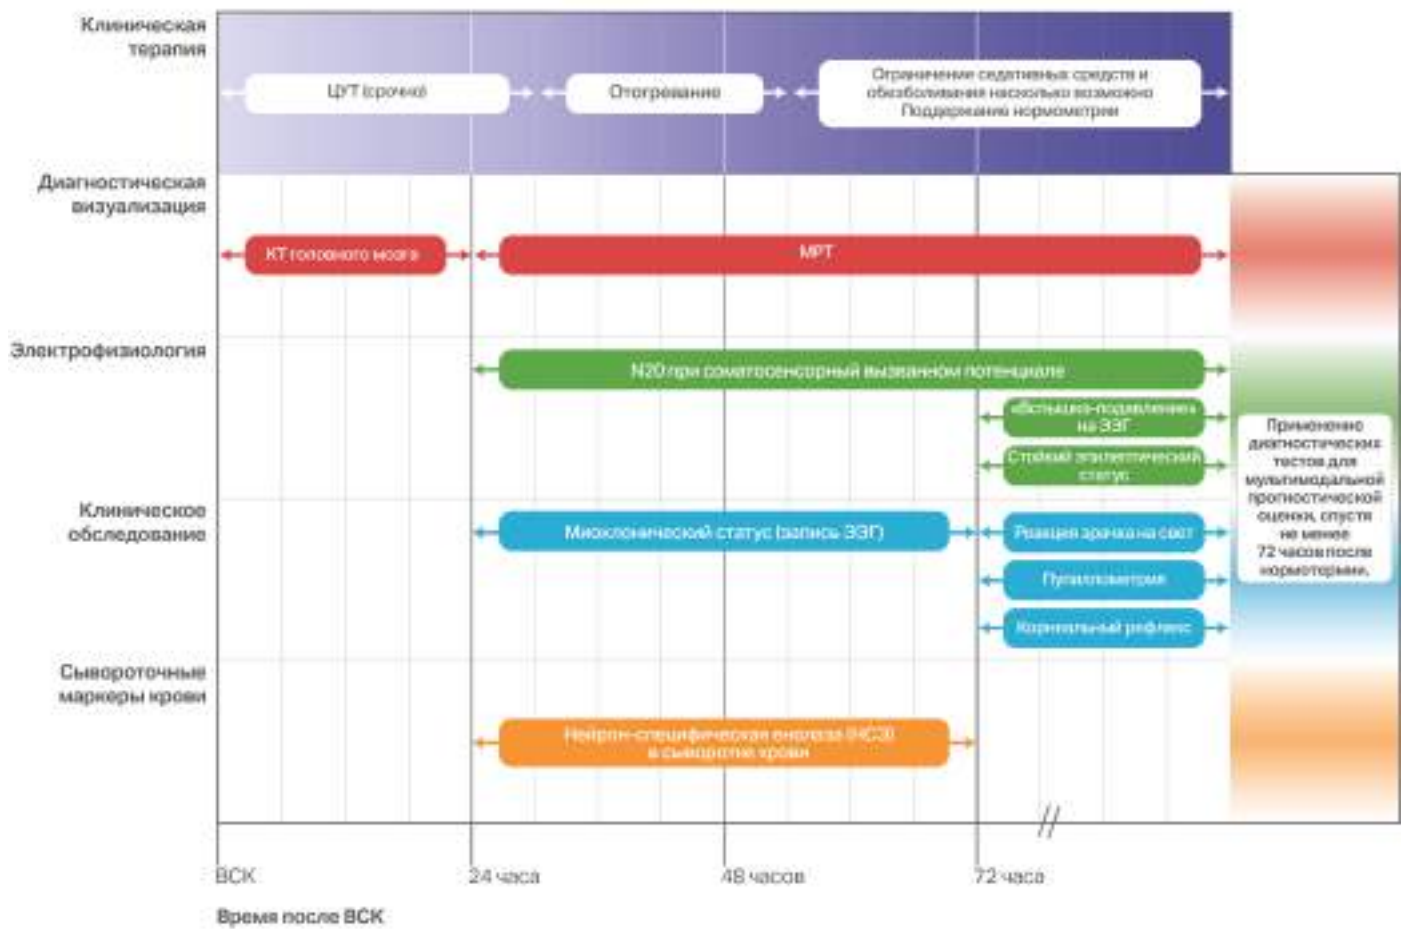 Клиническая
терапия
ЦУТ (срочно)
Отогревание
Ограничение седативных средств и
обезболивания насколько возможно
Поддержание нормометрии
Диагностическая
визуализация
КТ головного мозга
МРТ
Электрофизиология
N20 при соматосенсорный вызванном потенциале
«Вспышка-подавление»
на ЭЭГ
Стойкий эпилептический
статус
Применение
диагностических
тестов для
мультимодальной
прогностической
оценки, спустя
не менее
72 часов после
нормотермии.
Клиническое
обследование
Миоклонический статус (запись ЭЭГ)
Реакция зрачка на свет
Пупиллометрия
Корнеальный рефлекс
Сывороточные
маркеры крови
Нейрон-специфическая енолаза (НСЭ)
в сыворотке крови
ВСК
24 часа
48 часов
72 часа
Время после ВСК